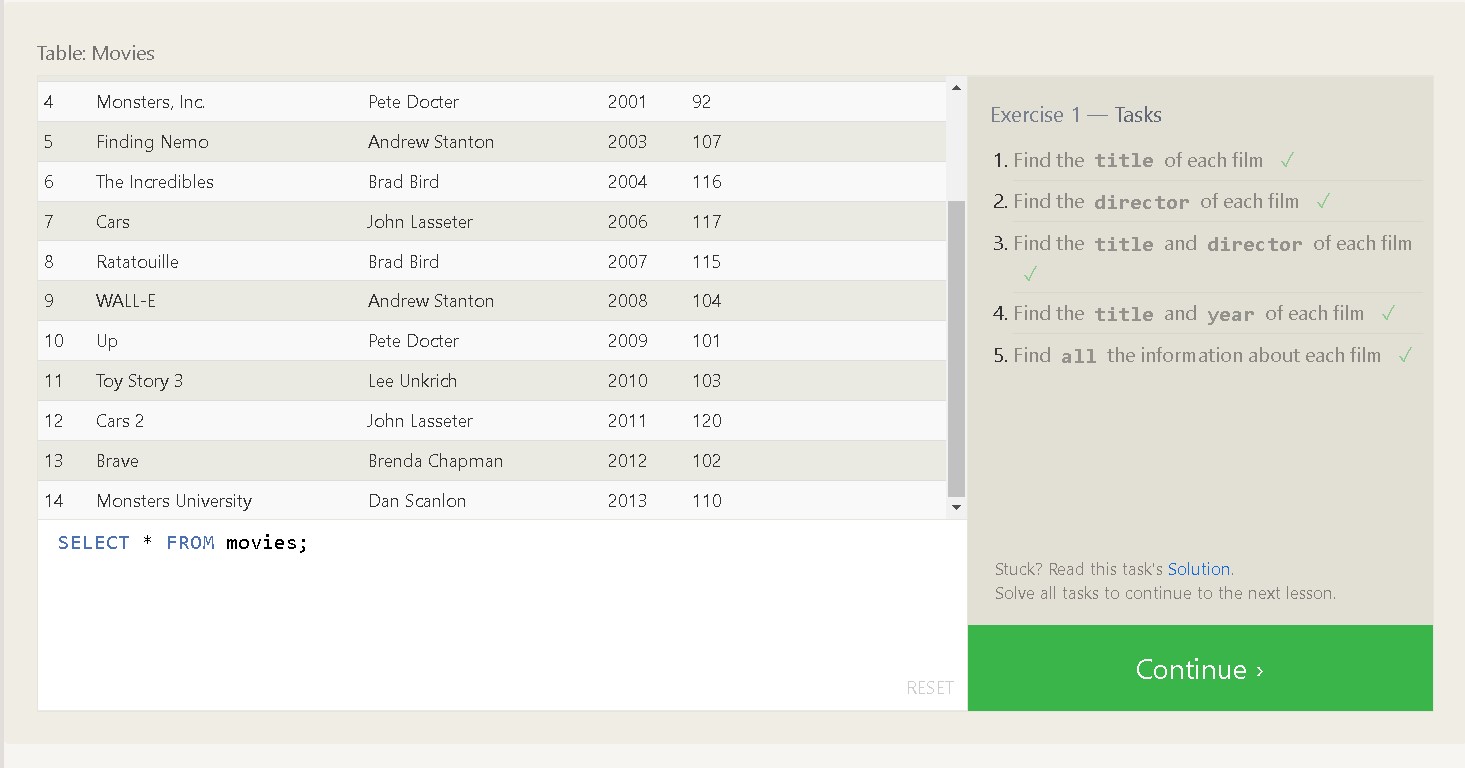 Table: Movies
4 Monsters, Inc. Pete Docter 2001 92
5 Finding Nemo Andrew Stanton 2003 107
6 The Incredibles Brad Bird 2004 116
7 Cars John Lasseter 2006 117
8 Ratatouille Brad Bird 2007 115
9 WALL-E Andrew Stanton 2008 104
10 Up Pete Docter 2009 101
11 Toy Story 3 Lee Unkrich 2010 103
12 Cars 2 John Lasseter 2011 120
13 Brave Brenda Chapman 2012 102
14 Monsters University Dan Scanlon 2013 110
SELECT * FROM movies;
RESET
Exercise 1 — Tasks
1. Find the title of each film ✓
2. Find the director of each film ✓
3. Find the title and director of each film
✓
4. Find the title and year of each film ✓
5. Find all the information about each film ✓
Stuck? Read this task's Solution.
Solve all tasks to continue to the next lesson.
Continue ›